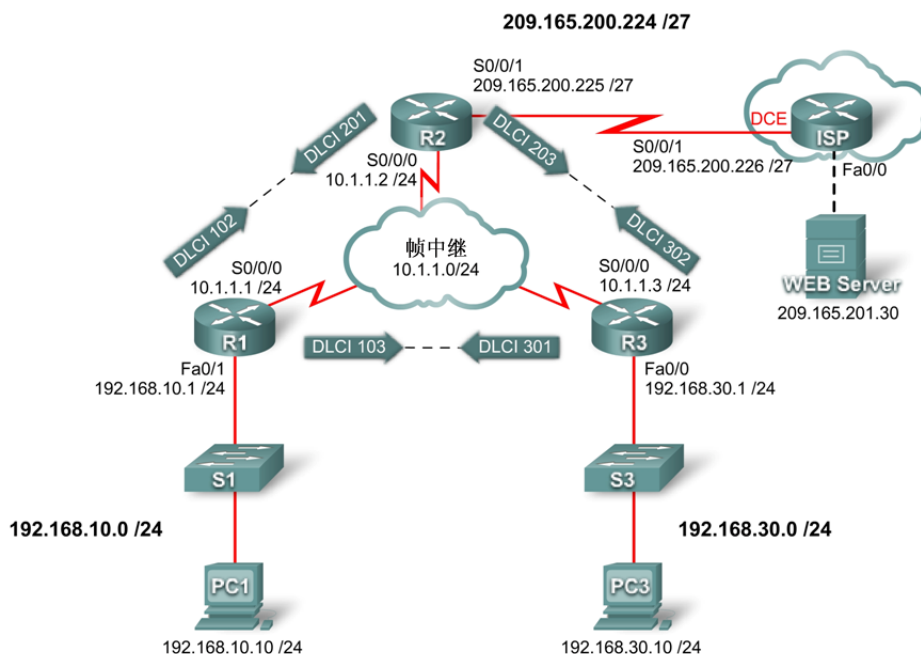 209.165.200.224 /27
S0/0/1
209.165.200.225 /27
DLCI 201
R2
DLCI 203
DCE
ISP
S0/0/1
209.165.200.226 /27
Fa0/0
S0/0/0
10.1.1.2 /24
DLCI 102
帧中继
10.1.1.0/24
DLCI 302
WEB Server
209.165.201.30
S0/0/0
10.1.1.1 /24
S0/0/0
10.1.1.3 /24
R1
DLCI 103
DLCI 301
R3
Fa0/1
192.168.10.1 /24
Fa0/0
192.168.30.1 /24
S1
S3
192.168.10.0 /24
192.168.30.0 /24
PC1
PC3
192.168.10.10 /24
192.168.30.10 /24